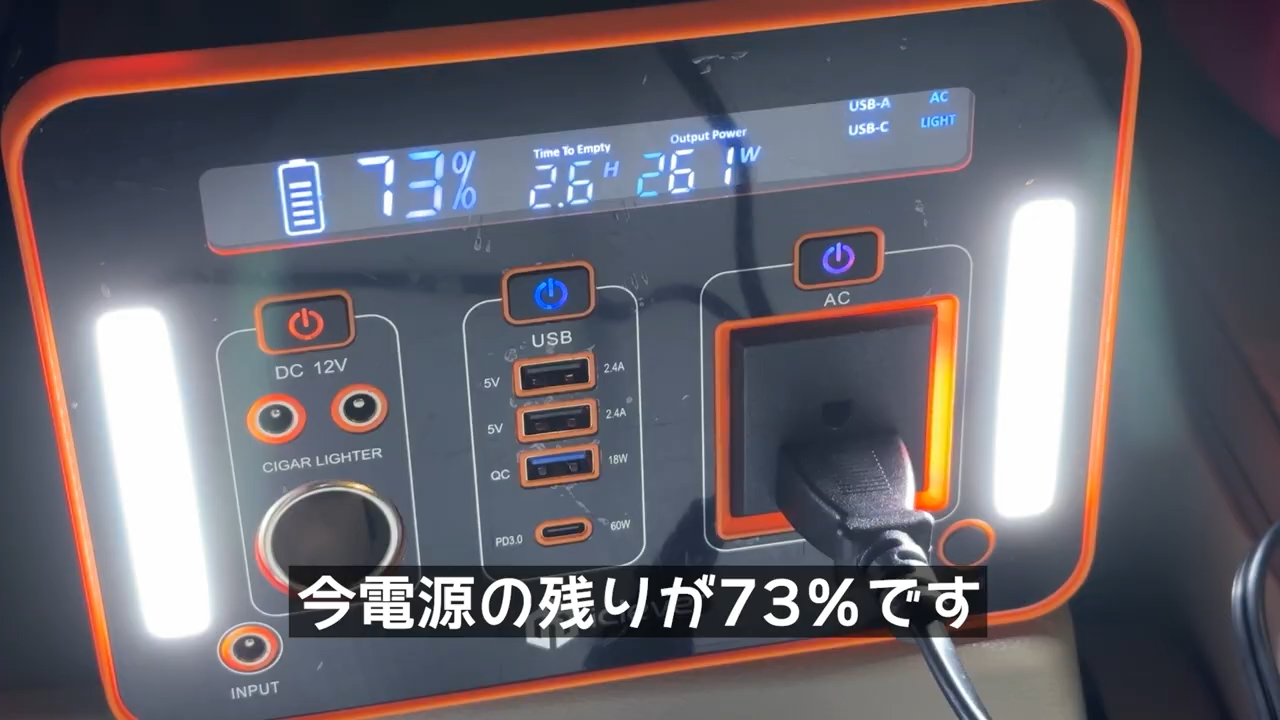 73%
Time To Empty
2.6 H
Output Power
261 W
USB-A
AC
USB-C
LIGHT
DC 12V
CIGAR LIGHTER
INPUT
USB
5V
2.4A
5V
2.4A
QC
18W
PD3.0
60W
AC
今電源の残りが73%です